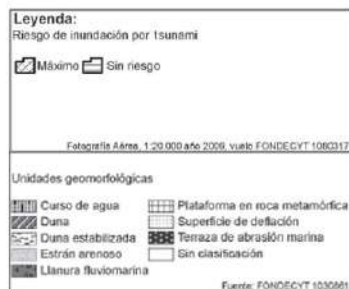 Leyenda:
Riesgo de inundación por tsunami
Máximo Sin riesgo
Fotografía Aérea, 1:20.000 año 2009, vuelo FONDECYT 1080317
Unidades geomorfológicas
Curso de agua
Duna
Duna estabilizada
Estrán arenoso
Llanura fluviomarina
Plataforma en roca metamórfica
Superficie de deflación
Terraza de abrasión marina
Sin clasificación
Fuente: FONDECYT 1030861